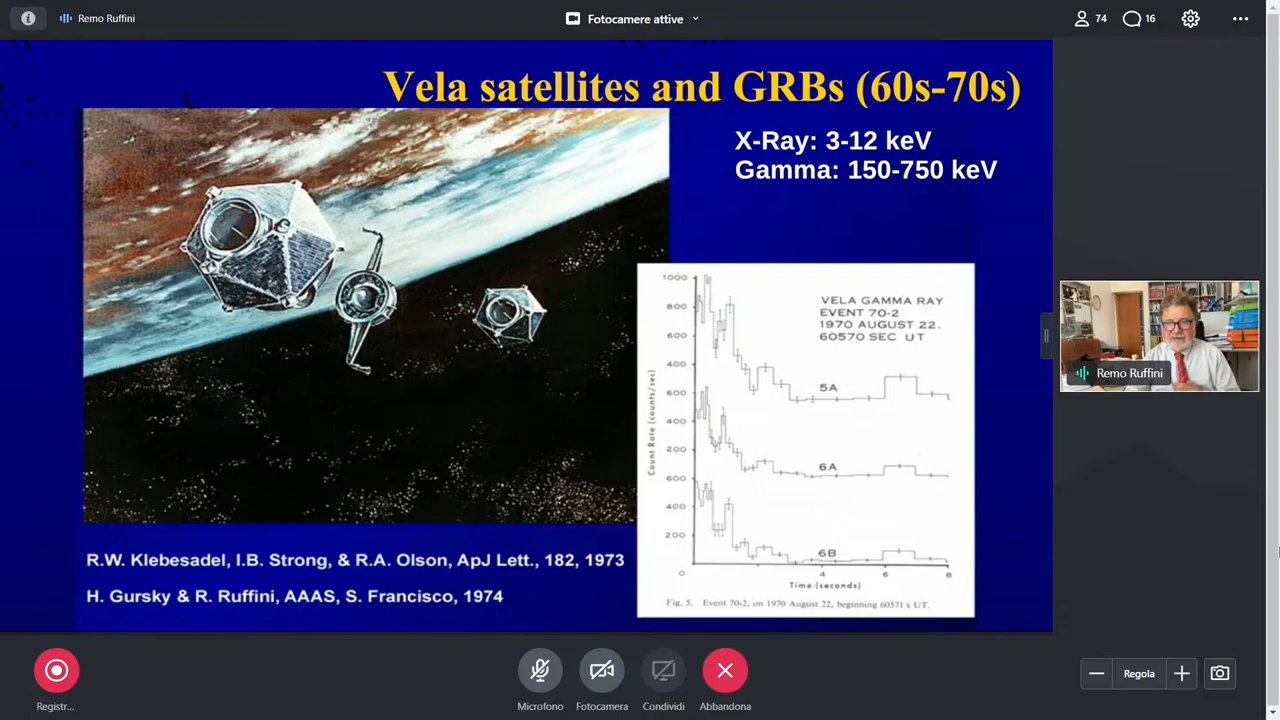 Remo Ruffini
Fotocamere attive
74
16
Vela satellites and GRBs (60s-70s)
X-Ray: 3-12 keV
Gamma: 150-750 keV
1000
800
600
400
600
400
200
600
400
200
0
Count Rate (counts/sec)
VELA GAMMA RAY
EVENT 70-2
1970 AUGUST 22.
60570 SEC UT
5A
6A
6B
4
6
8
Time (seconds)
Fig. 5. Event 70-2, on 1970 August 22, beginning 60571 s UT.
R.W. Klebesadel, I.B. Strong, & R.A. Olson, ApJ Lett., 182, 1973
H. Gursky & R. Ruffini, AAAS, S. Francisco, 1974
Remo Ruffini
Registr...
Microfono
Fotocamera
Condividi
Abbandona
Regola